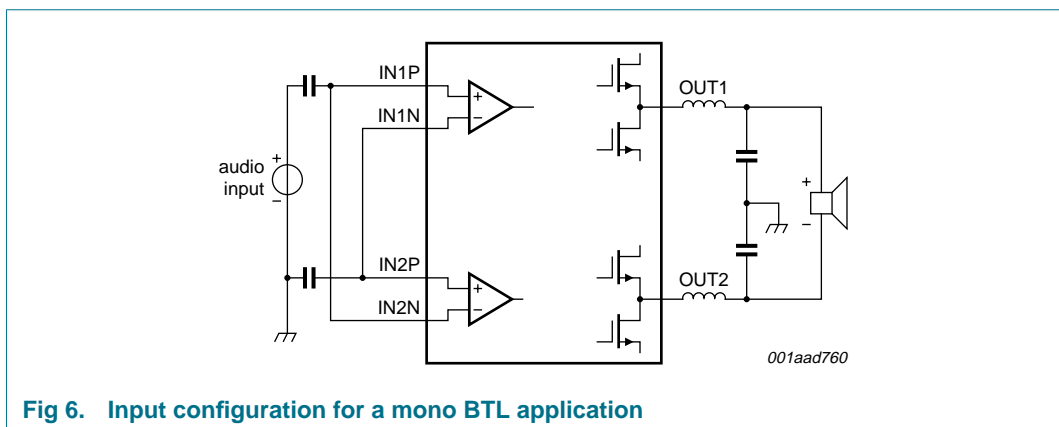 IN1P
OUT1
IN1N
+
−
audio
input
+
−
+
−
IN2P
OUT2
IN2N
+
−
001aad760
Fig 6. Input configuration for a mono BTL application